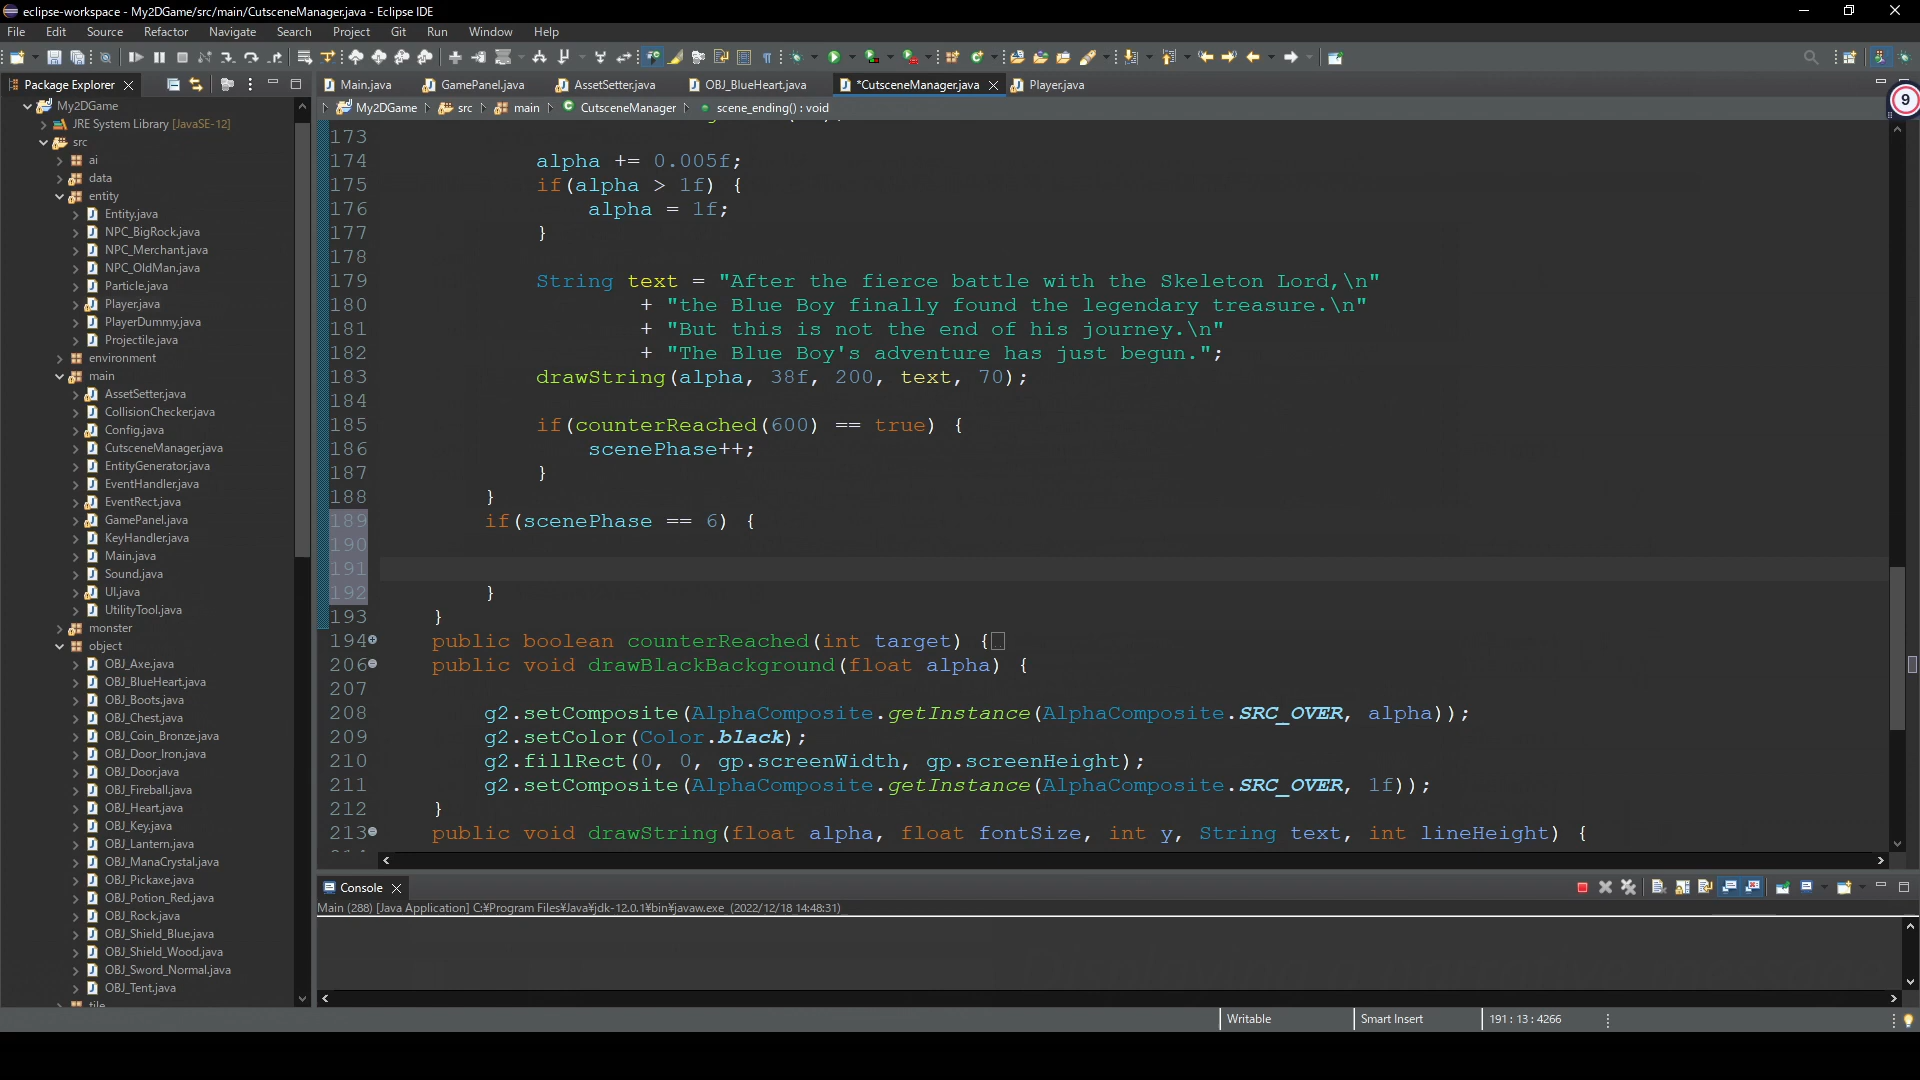 eclipse-workspace - My2DGame/src/main/CutsceneManager.java - Eclipse IDE
File Edit Source Refactor Navigate Search Project Git Run Window Help
Package Explorer
Main.java GamePanel.java AssetSetter.java OBJ_BlueHeart.java *CutsceneManager.java Player.java
9
My2DGame src main CutsceneManager scene_ending() : void
My2DGame
JRE System Library [JavaSE-12]
src
ai
data
entity
Entity.java
NPC_BigRock.java
NPC_Merchant.java
NPC_OldMan.java
Particle.java
Player.java
PlayerDummy.java
Projectile.java
environment
main
AssetSetter.java
CollisionChecker.java
Config.java
CutsceneManager.java
EntityGenerator.java
EventHandler.java
EventRect.java
GamePanel.java
KeyHandler.java
Main.java
Sound.java
UI.java
UtilityTool.java
monster
object
OBJ_Axe.java
OBJ_BlueHeart.java
OBJ_Boots.java
OBJ_Chest.java
OBJ_Coin_Bronze.java
OBJ_Door_Iron.java
OBJ_Door.java
OBJ_Fireball.java
OBJ_Heart.java
OBJ_Key.java
OBJ_Lantern.java
OBJ_ManaCrystal.java
OBJ_Pickaxe.java
OBJ_Potion_Red.java
OBJ_Rock.java
OBJ_Shield_Blue.java
OBJ_Shield_Wood.java
OBJ_Sword_Normal.java
OBJ_Tent.java
tile
173
174 alpha += 0.005f;
175 if(alpha > 1f) {
176 alpha = 1f;
177 }
178
179 String text = "After the fierce battle with the Skeleton Lord,\n"
180 + "the Blue Boy finally found the legendary treasure.\n"
181 + "But this is not the end of his journey.\n"
182 + "The Blue Boy's adventure has just begun.";
183 drawString(alpha, 38f, 200, text, 70);
184
185 if(counterReached(600) == true) {
186 scenePhase++;
187 }
188 }
189 if(scenePhase == 6) {
190
191
192 }
193 }
194 public boolean counterReached(int target) {
206 public void drawBlackBackground(float alpha) {
207
208 g2.setComposite(AlphaComposite.getInstance(AlphaComposite.SRC_OVER, alpha));
209 g2.setColor(Color.black);
210 g2.fillRect(0, 0, gp.screenWidth, gp.screenHeight);
211 g2.setComposite(AlphaComposite.getInstance(AlphaComposite.SRC_OVER, 1f));
212 }
213 public void drawString(float alpha, float fontSize, int y, String text, int lineHeight) {
Console
Main (288) [Java Application] C:¥Program Files¥Java¥jdk-12.0.1¥bin¥javaw.exe (2022/12/18 14:48:31)
Writable Smart Insert 191 : 13 : 4266